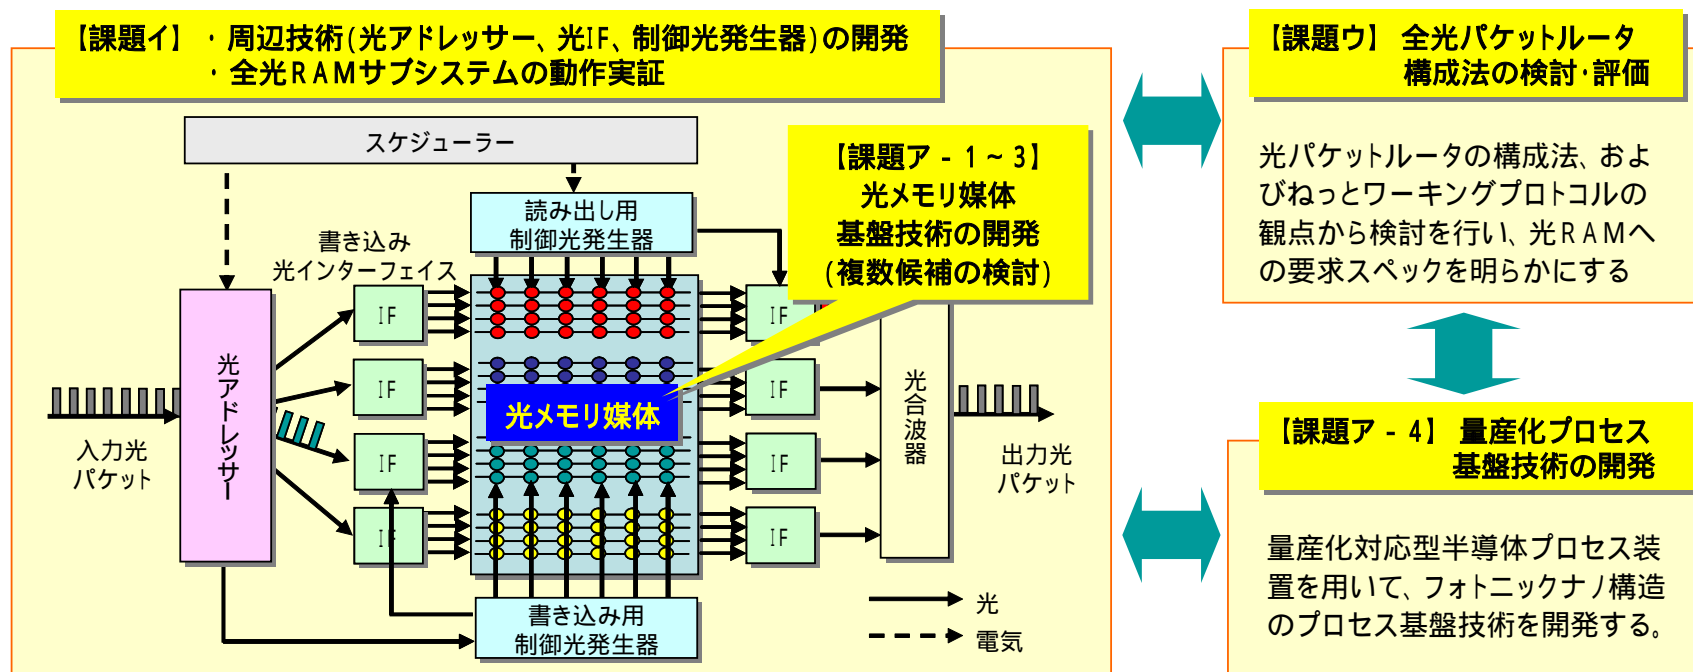 【課題イ】 ・周辺技術(光アドレッサー、光IF、制御光発生器)の開発
・全光RAMサブシステムの動作実証
スケジューラー
読み出し用
制御光発生器
書き込み
光インターフェイス
光アドレッサー
入力光
パケット
IF
IF
IF
IF
光メモリ媒体
【課題ア - 1~3】
光メモリ媒体
基盤技術の開発
(複数候補の検討)
IF
IF
IF
IF
光合波器
出力光
パケット
書き込み用
制御光発生器
光
電気
【課題ウ】 全光パケットルータ
構成法の検討・評価
光パケットルータの構成法、およ
びねっとワーキングプロトコルの
観点から検討を行い、光RAMへ
の要求スペックを明らかにする
【課題ア - 4】 量産化プロセス
基盤技術の開発
量産化対応型半導体プロセス装
置を用いて、フォトニックナノ構造
のプロセス基盤技術を開発する。